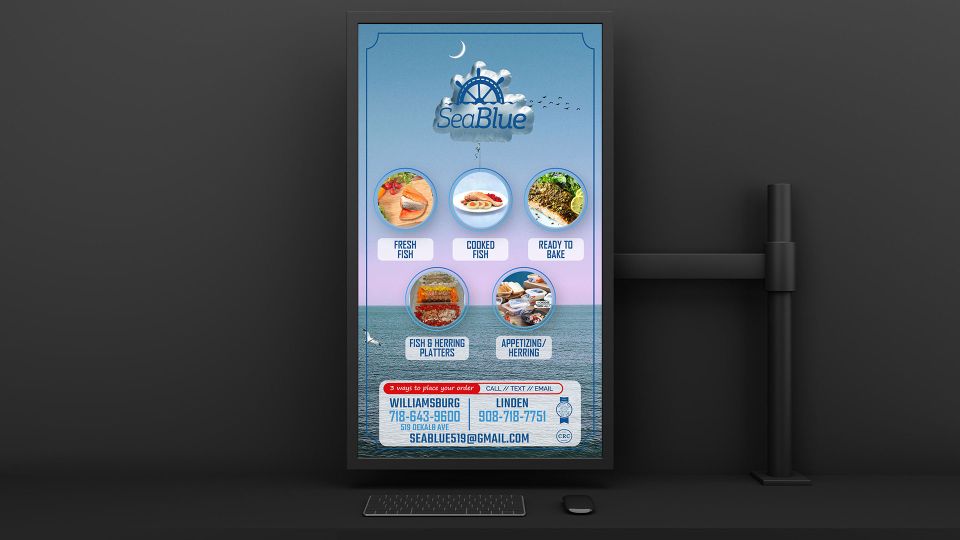 SeaBlue
FRESH
FISH
COOKED
FISH
READY TO
BAKE
FISH & HERRING
PLATTERS
APPETIZING/
HERRING
3 ways to place your order
CALL // TEXT // EMAIL
WILLIAMSBURG
718-643-9600
519 DEKALB AVE
LINDEN
908-718-7751
SEABLUE519@GMAIL.COM
CRC